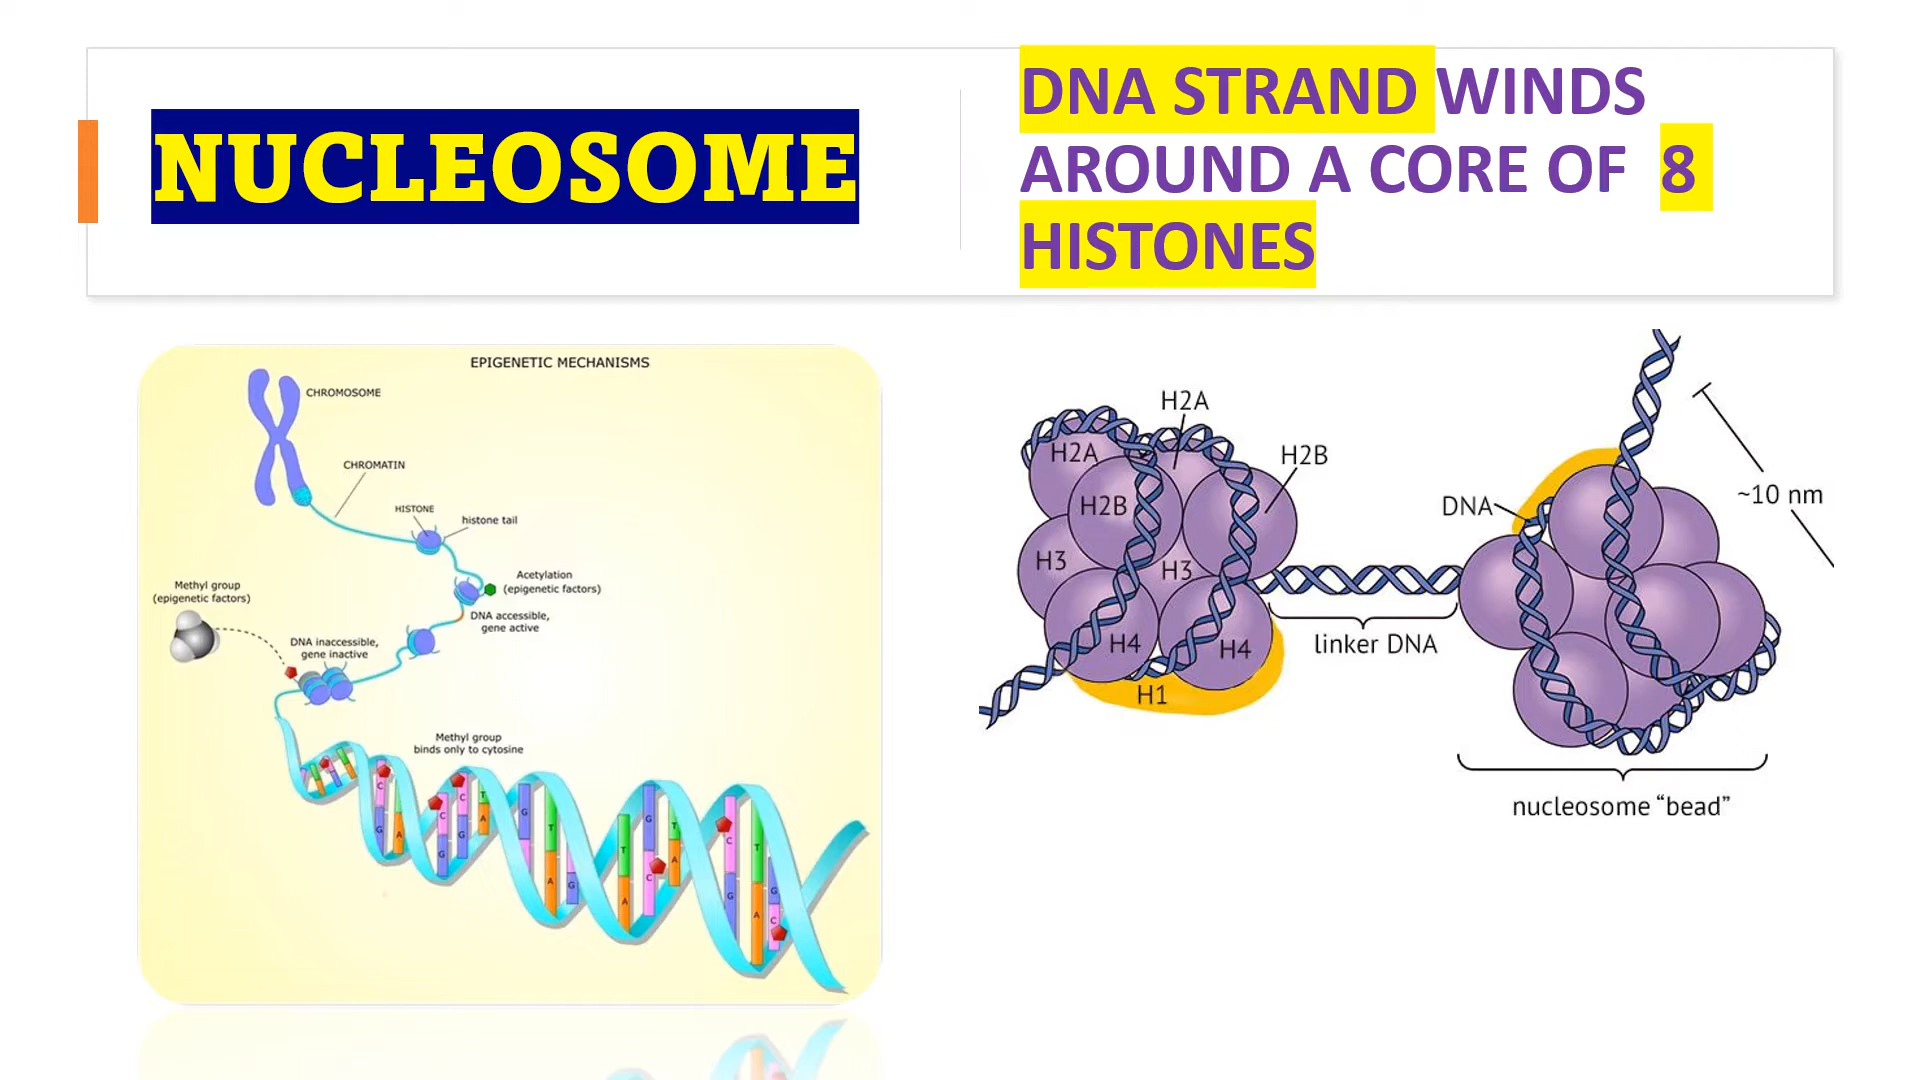 NUCLEOSOME
DNA STRAND WINDS
AROUND A CORE OF 8
HISTONES
EPIGENETIC MECHANISMS
CHROMOSOME
CHROMATIN
HISTONE
histone tail
Acetylation
(epigenetic factors)
Methyl group
(epigenetic factors)
DNA accessible,
gene active
DNA inaccessible,
gene inactive
Methyl group
binds only to cytosine
C
G
A
C
G
C
G
T
A
G
T
A
G
T
A
G
C
T
A
C
G
T
A
G
C
H2A
H2A
H2B
H2B
H3
H3
H4
H4
H1
linker DNA
DNA
~10 nm
nucleosome “bead”